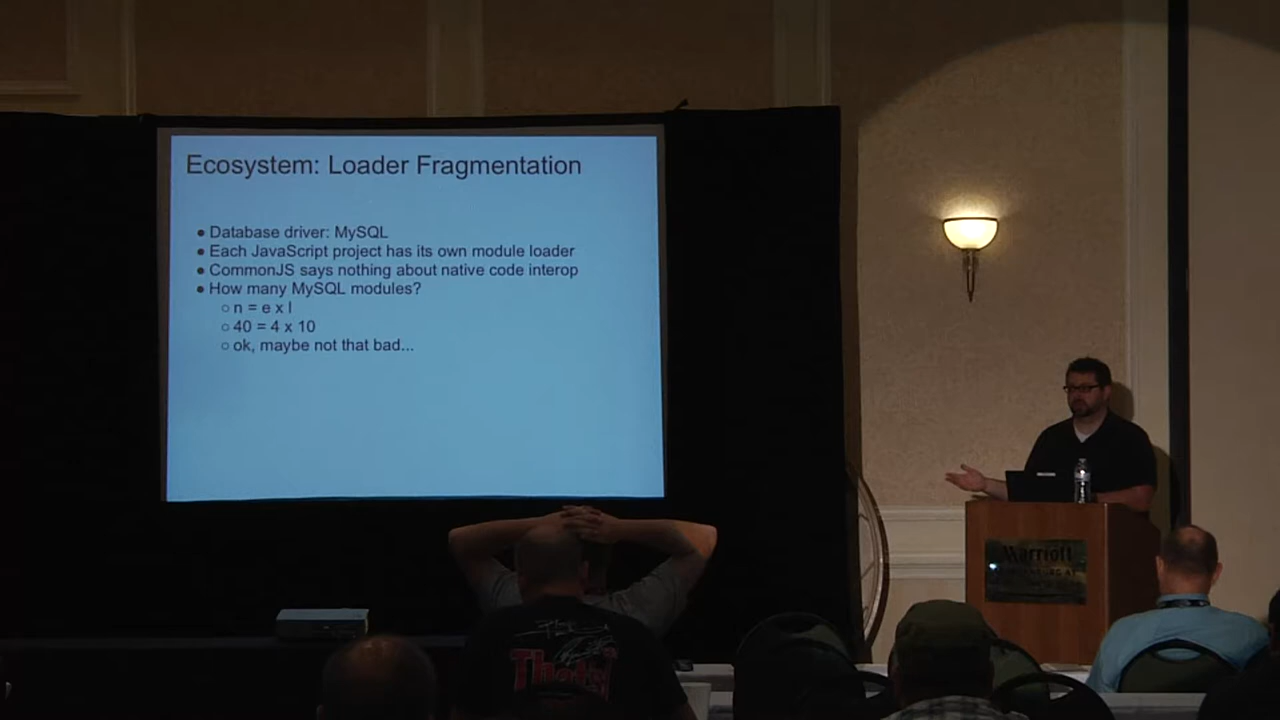 Ecosystem: Loader Fragmentation
● Database driver: MySQL
● Each JavaScript project has its own module loader
● CommonJS says nothing about native code interop
● How many MySQL modules?
○ n = e x l
○ 40 = 4 x 10
○ ok, maybe not that bad...
Marriott